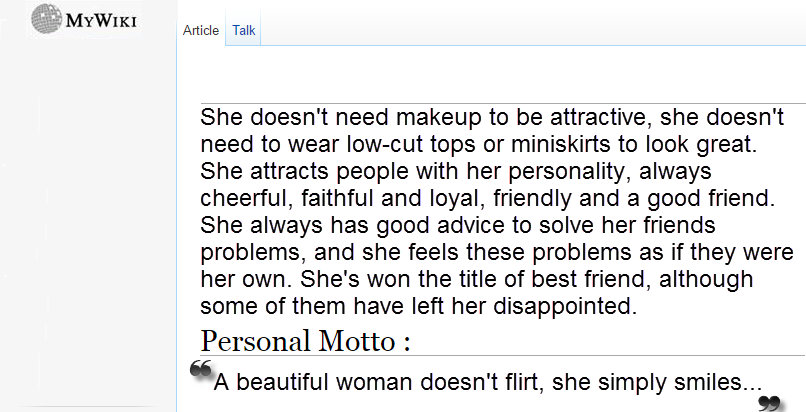 MyWiki
Article Talk
She doesn't need makeup to be attractive, she doesn't
need to wear low-cut tops or miniskirts to look great.
She attracts people with her personality, always
cheerful, faithful and loyal, friendly and a good friend.
She always has good advice to solve her friends
problems, and she feels these problems as if they were
her own. She's won the title of best friend, although
some of them have left her disappointed.
Personal Motto :
“A beautiful woman doesn't flirt, she simply smiles...
”